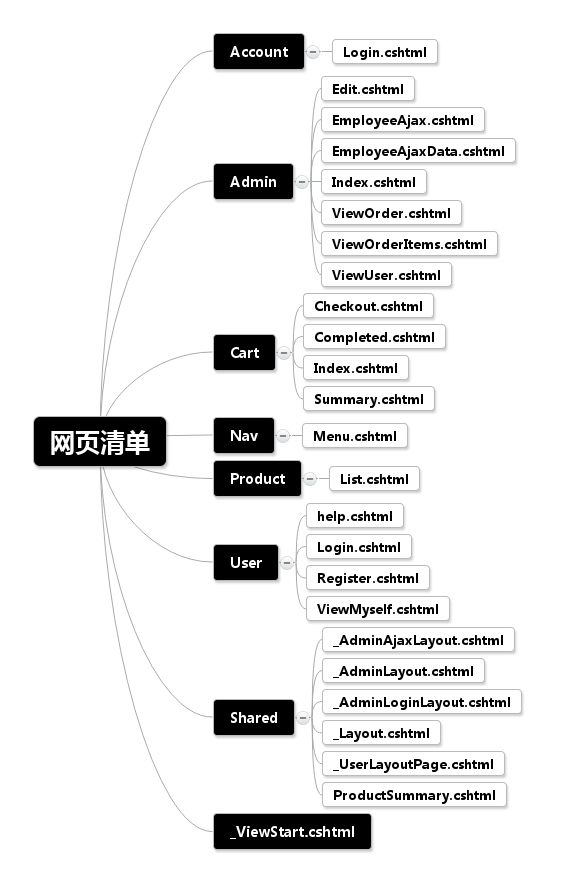 网页清单
Account
Login.cshtml
Admin
Edit.cshtml
EmployeeAjax.cshtml
EmployeeAjaxData.cshtml
Index.cshtml
ViewOrder.cshtml
ViewOrderItems.cshtml
ViewUser.cshtml
Cart
Checkout.cshtml
Completed.cshtml
Index.cshtml
Summary.cshtml
Nav
Menu.cshtml
Product
List.cshtml
User
help.cshtml
Login.cshtml
Register.cshtml
ViewMyself.cshtml
Shared
_AdminAjaxLayout.cshtml
_AdminLayout.cshtml
_AdminLoginLayout.cshtml
_Layout.cshtml
_UserLayoutPage.cshtml
ProductSummary.cshtml
_ViewStart.cshtml